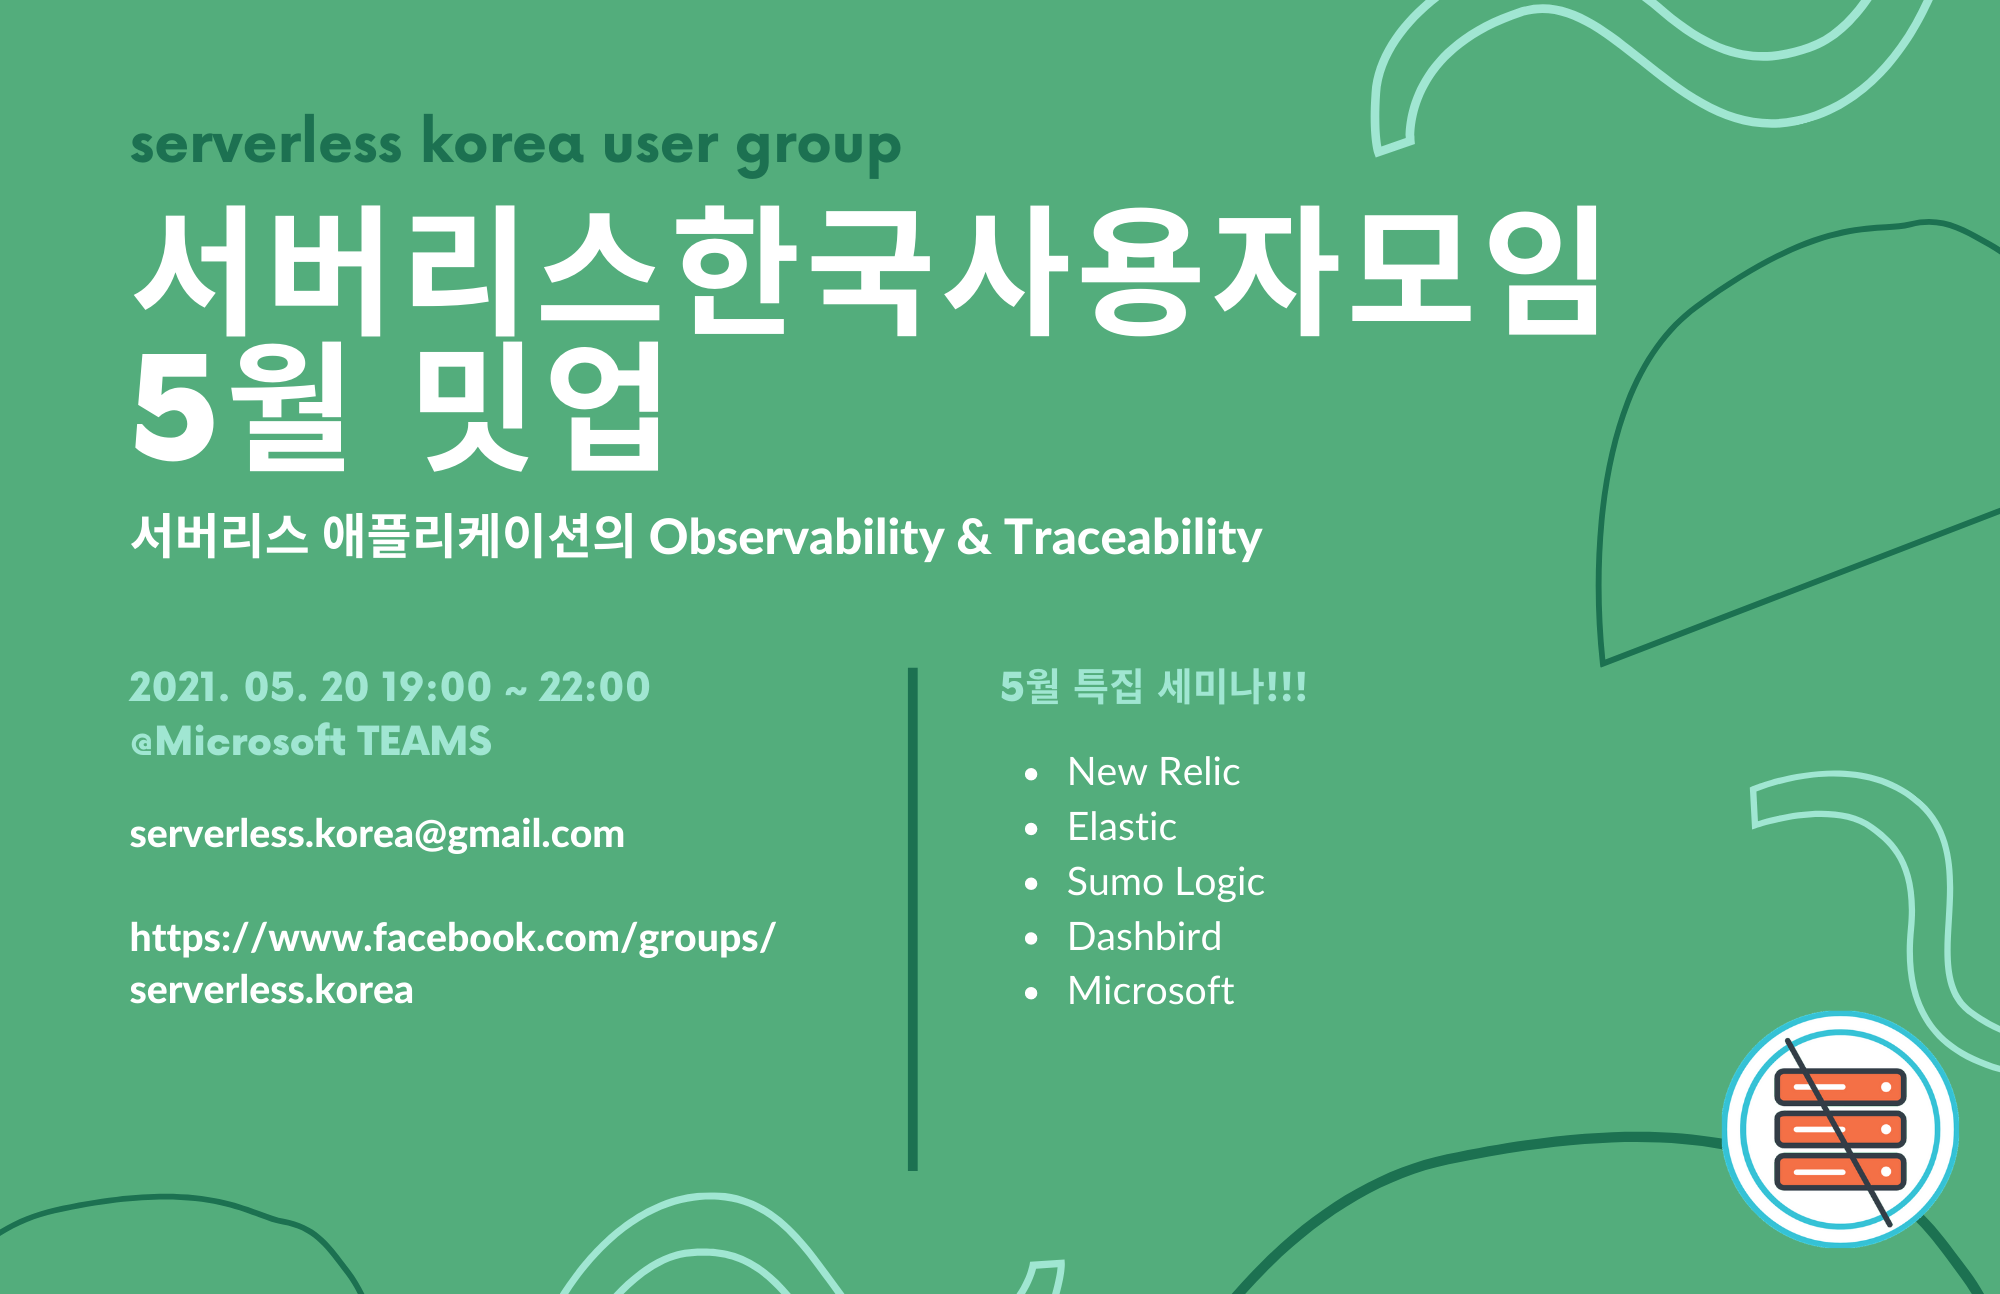 serverless korea user group
서버리스한국사용자모임
5월 밋업
서버리스 애플리케이션의 Observability & Traceability
2021. 05. 20 19:00 ~ 22:00
@Microsoft TEAMS
serverless.korea@gmail.com
https://www.facebook.com/groups/
serverless.korea
5월 특집 세미나!!!
• New Relic
• Elastic
• Sumo Logic
• Dashbird
• Microsoft